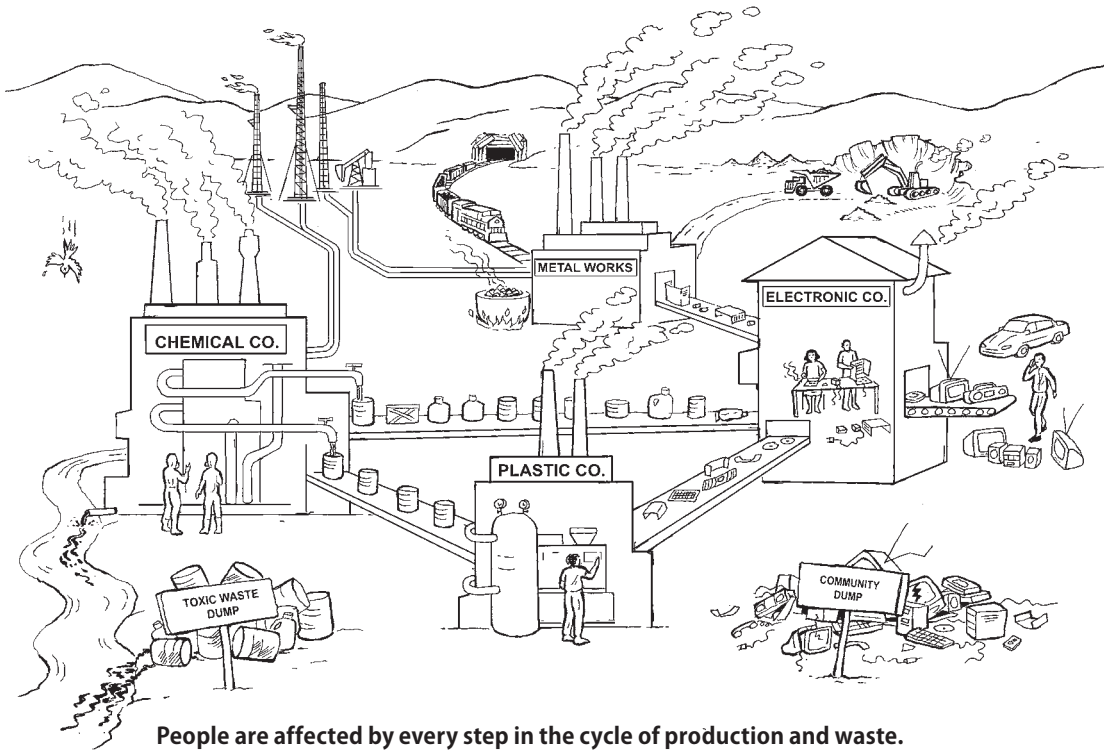 METAL WORKS
ELECTRONIC CO.
CHEMICAL CO.
PLASTIC CO.
TOXIC WASTE
DUMP
COMMUNITY
DUMP
People are affected by every step in the cycle of production and waste.